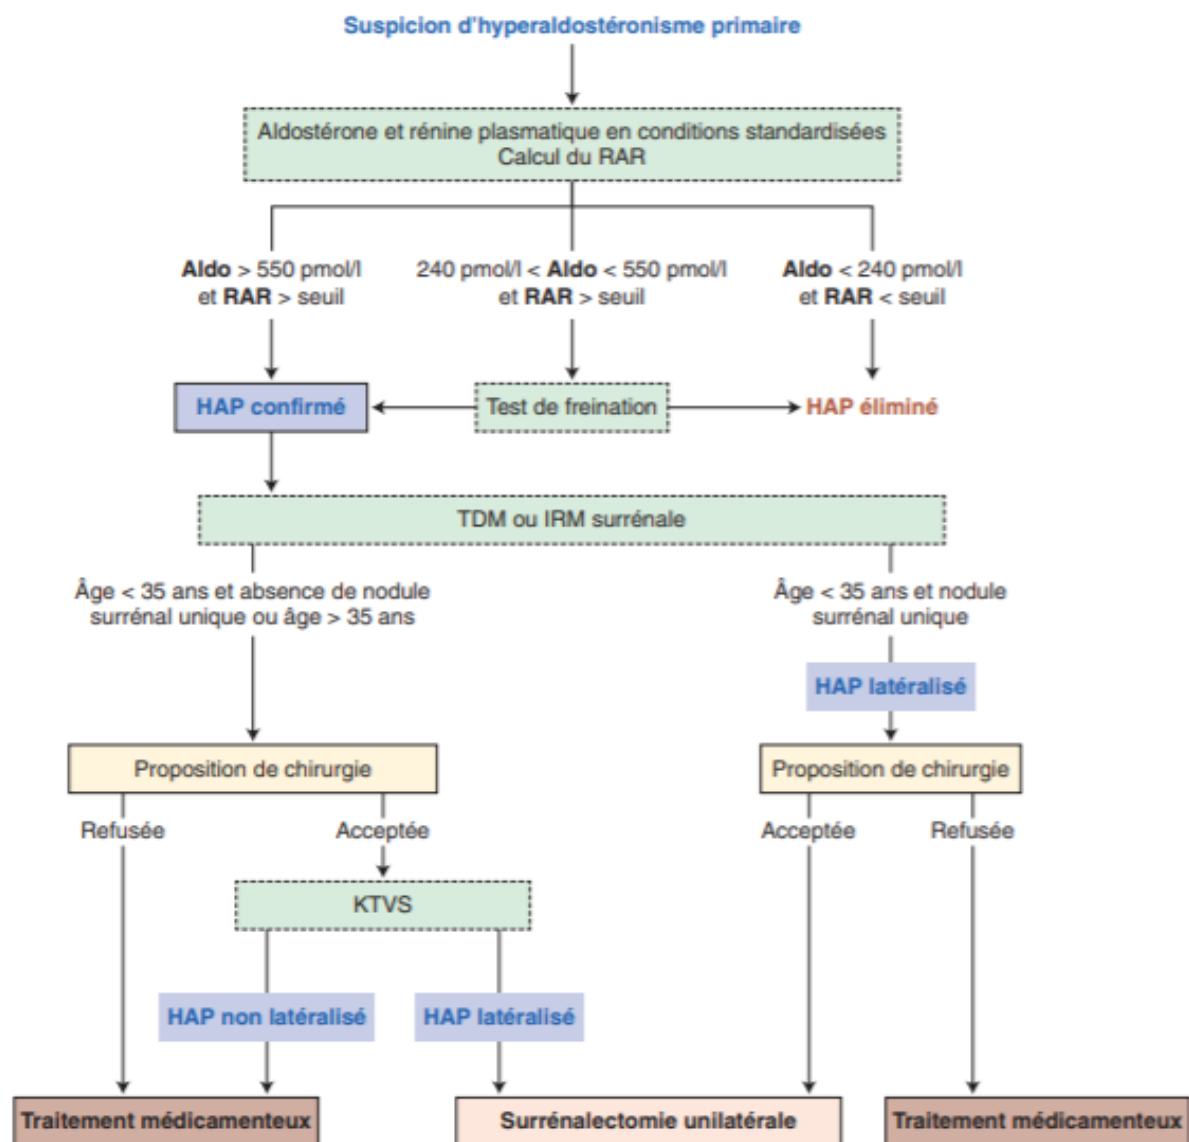 Suspicion d'hyperaldostéronisme primaire
Aldostérone et rénine plasmatique en conditions standardisées
Calcul du RAR
Aldo > 550 pmol/l
et RAR > seuil
240 pmol/l < Aldo < 550 pmol/l
et RAR > seuil
Aldo < 240 pmol/l
et RAR < seuil
HAP confirmé
Test de freination
HAP éliminé
TDM ou IRM surrénale
Âge < 35 ans et absence de nodule
surrénal unique ou âge > 35 ans
Âge < 35 ans et nodule
surrénal unique
HAP latéralisé
Proposition de chirurgie
Proposition de chirurgie
Refusée
Acceptée
Acceptée
Refusée
KTVS
HAP non latéralisé
HAP latéralisé
Traitement médicamenteux
Surrénalectomie unilatérale
Traitement médicamenteux